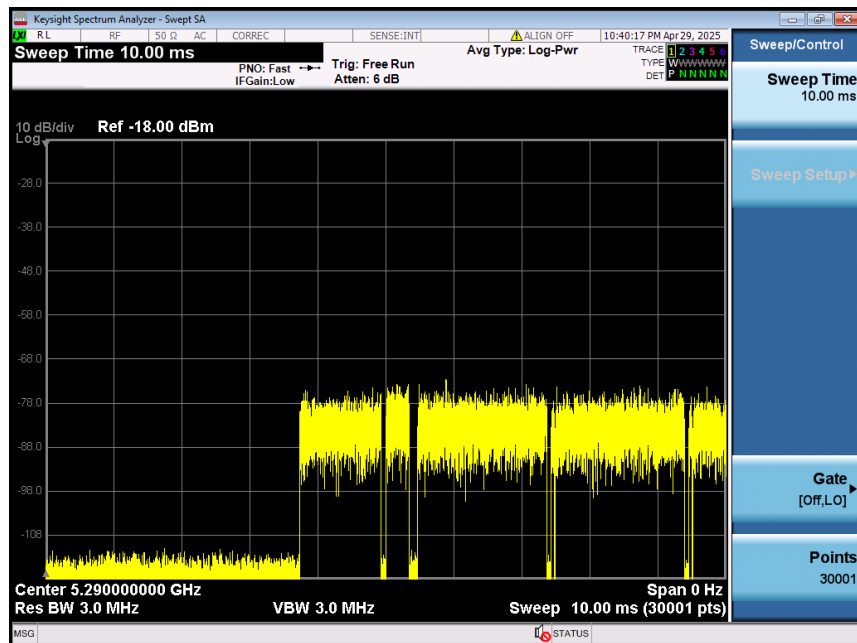 Keysight Spectrum Analyzer - Swept SA
LXI RL RF 50 Ω AC CORREC SENSE:INT ALIGN OFF 10:40:17 PM Apr 29, 2025
Sweep Time 10.00 ms
PNO: Fast
IFGain:Low
Trig: Free Run
Atten: 6 dB
Avg Type: Log-Pwr
TRACE 1 2 3 4 5 6
TYPE WWWWWW
DET P N N N N N
10 dB/div Ref -18.00 dBm
Log
-28.0
-38.0
-48.0
-58.0
-68.0
-78.0
-88.0
-98.0
-108
Center 5.290000000 GHz Span 0 Hz
Res BW 3.0 MHz VBW 3.0 MHz Sweep 10.00 ms (30001 pts)
MSG STATUS
Sweep/Control
Sweep Time
10.00 ms
Sweep Setup
Gate
[Off,LO]
Points
30001